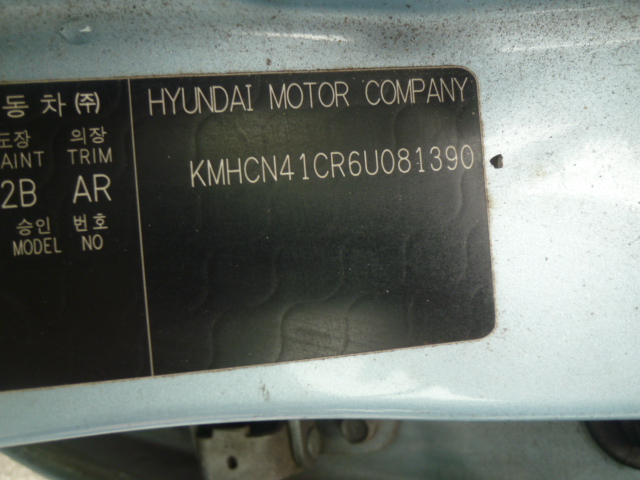 동차㈜ HYUNDAI MOTOR COMPANY
도장 의장
AINT TRIM KMHCN41CR6U081390
2B AR
승인 번호
MODEL NO